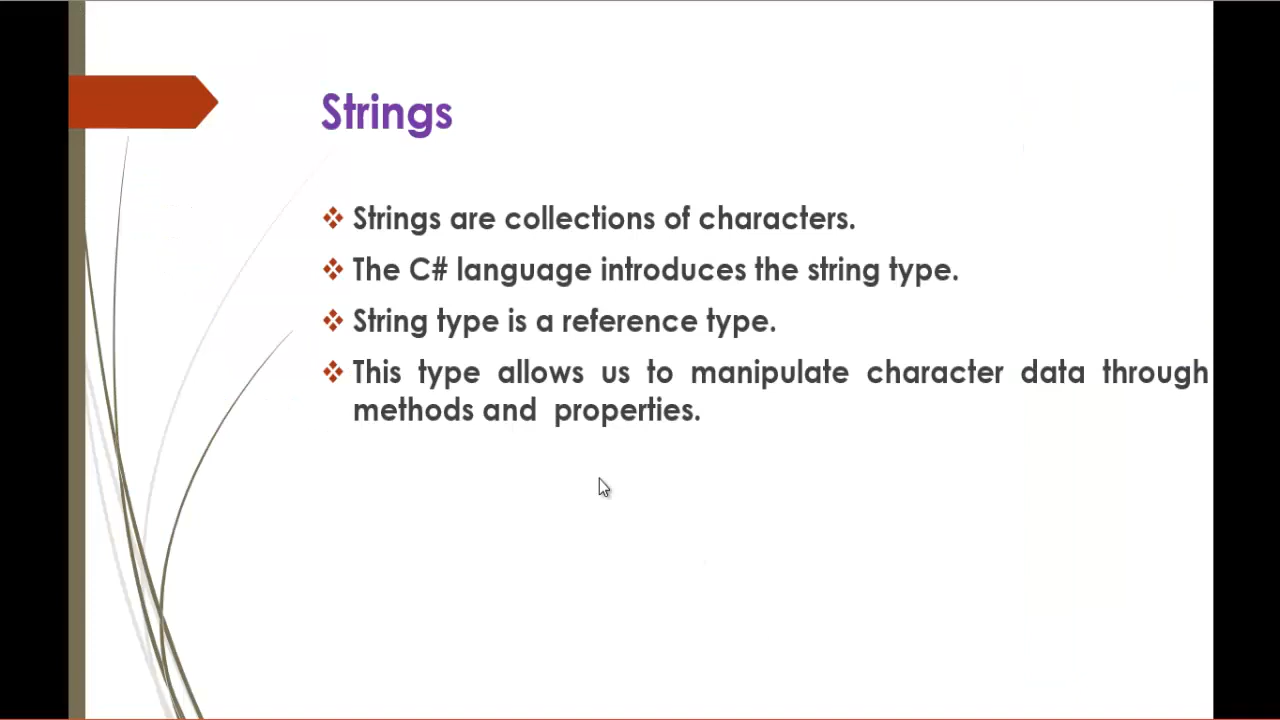 Strings
Strings are collections of characters.
The C# language introduces the string type.
String type is a reference type.
This type allows us to manipulate character data through
methods and properties.